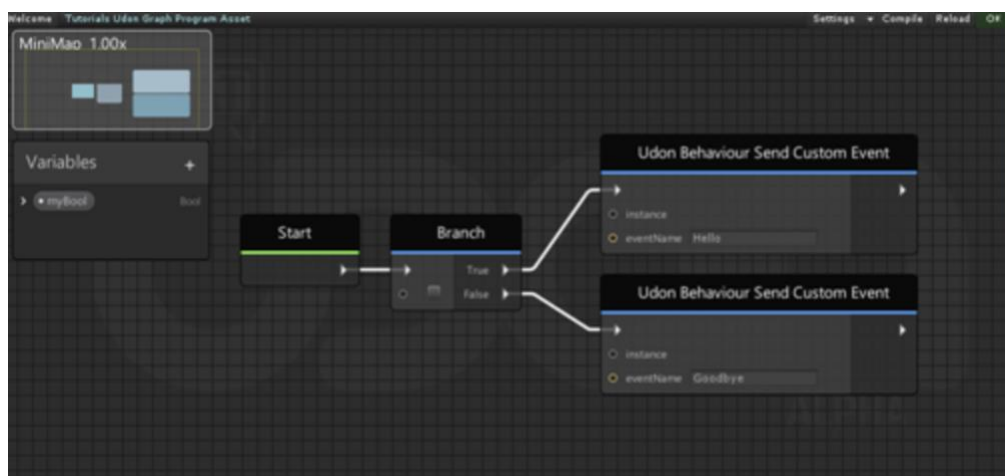 Welcome Tutorials Udon Graph Program Asset Settings Compile Reload OK
MiniMap 1.00x
Variables +
myBool Bool
Start
Branch
True
False
Udon Behaviour Send Custom Event
instance
eventName Hello
Udon Behaviour Send Custom Event
instance
eventName Goodbye